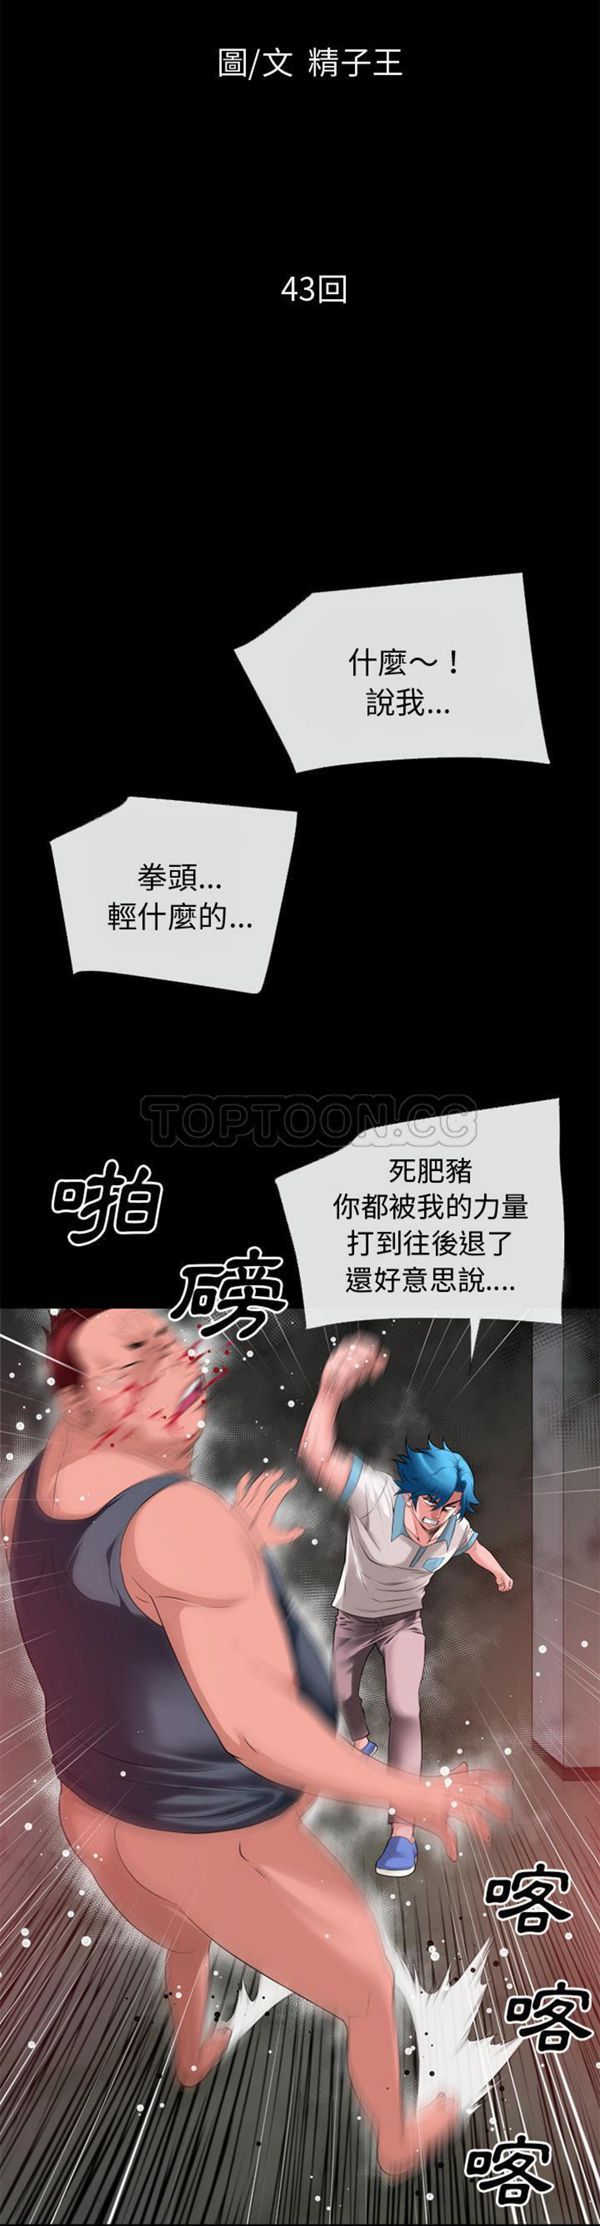 圖/文 精子王
43回
什麼～！
說我...
拳頭...
輕什麼的...
TOPTOON.CC
死肥豬
你都被我的力量
打到往後退了
還好意思說....
啪
磅
喀
喀
喀